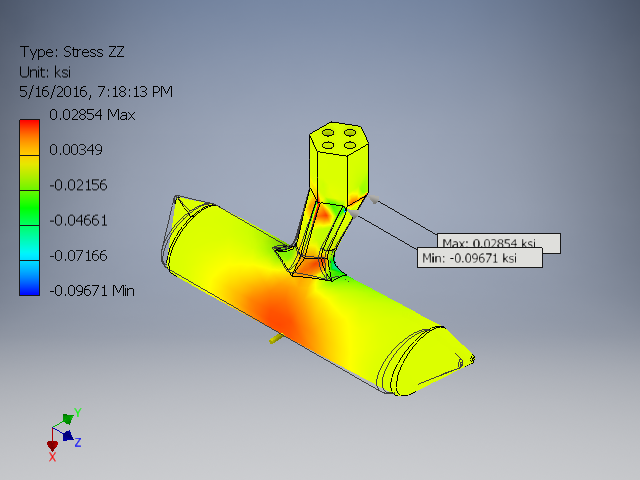 Type: Stress ZZ
Unit: ksi
5/16/2016, 7:18:13 PM
0.02854 Max
0.00349
-0.02156
-0.04661
-0.07166
-0.09671 Min
Max: 0.02854 ksi
Min: -0.09671 ksi
Y
Z
X